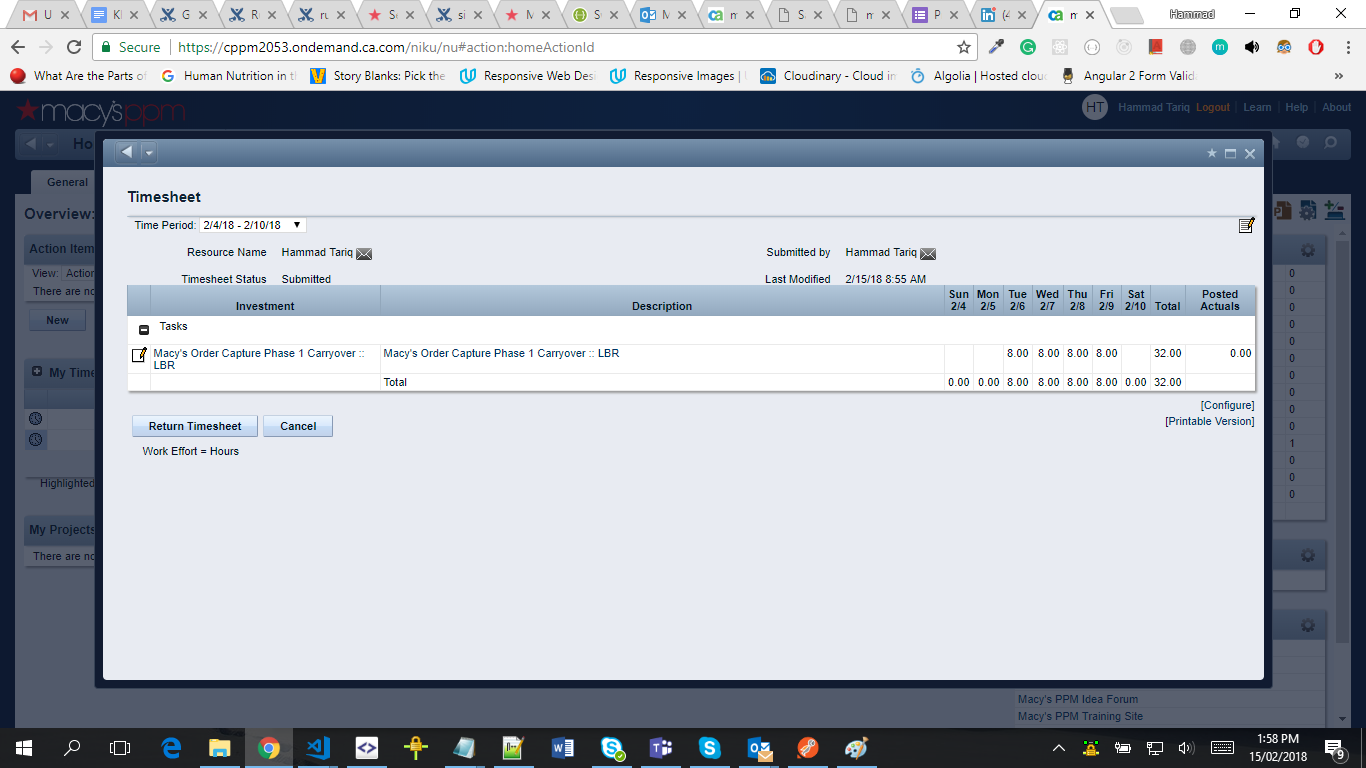 U
Kl
G
R
ru
S
si
M
S
M
m
S
m
P
(4
m
Hammad
Secure https://cppm2053.ondemand.ca.com/niku/nu#action:homeActionId
What Are the Parts of
Human Nutrition in t
Story Blanks: Pick the
Responsive Web Desi
Responsive Images |
Cloudinary - Cloud in
Algolia | Hosted clou
Angular 2 Form Valid
»
macy's ppm
HT Hammad Tariq Logout Learn Help About
Ho
General
Overview:
Action Item
View: Action
There are no
New
My Time
Highlighted
My Projects
There are no
Timesheet
Time Period: 2/4/18 - 2/10/18
Resource Name Hammad Tariq Submitted by Hammad Tariq
Timesheet Status Submitted Last Modified 2/15/18 8:55 AM
Investment Description Sun 2/4 Mon 2/5 Tue 2/6 Wed 2/7 Thu 2/8 Fri 2/9 Sat 2/10 Total Posted Actuals
Tasks
Macy's Order Capture Phase 1 Carryover :: LBR Macy's Order Capture Phase 1 Carryover :: LBR 8.00 8.00 8.00 8.00 32.00 0.00
Total 0.00 0.00 8.00 8.00 8.00 8.00 0.00 32.00
[Configure]
[Printable Version]
Return Timesheet Cancel
Work Effort = Hours
0
0
0
0
0
0
0
0
0
0
1
0
0
0
Macy's PPM Idea Forum
Macy's PPM Training Site
1:58 PM
15/02/2018
9